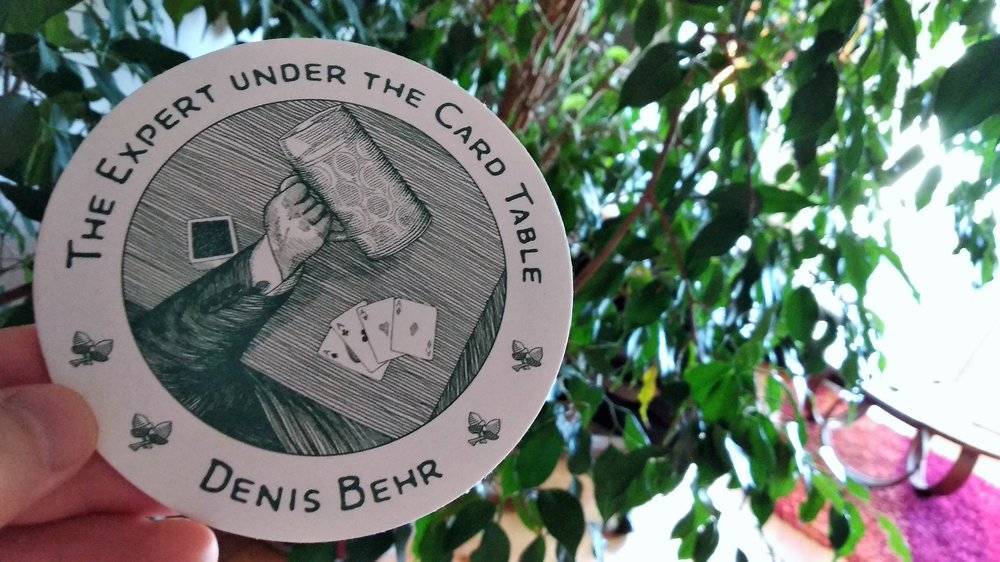 The Expert under the Card Table
Denis Behr